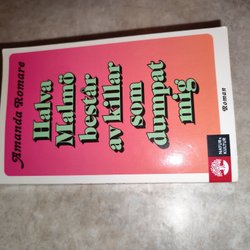 Amanda Romare
Halva
Malmö
består
av killar
som
dumpat
mig
Roman
NATUR &
KULTUR